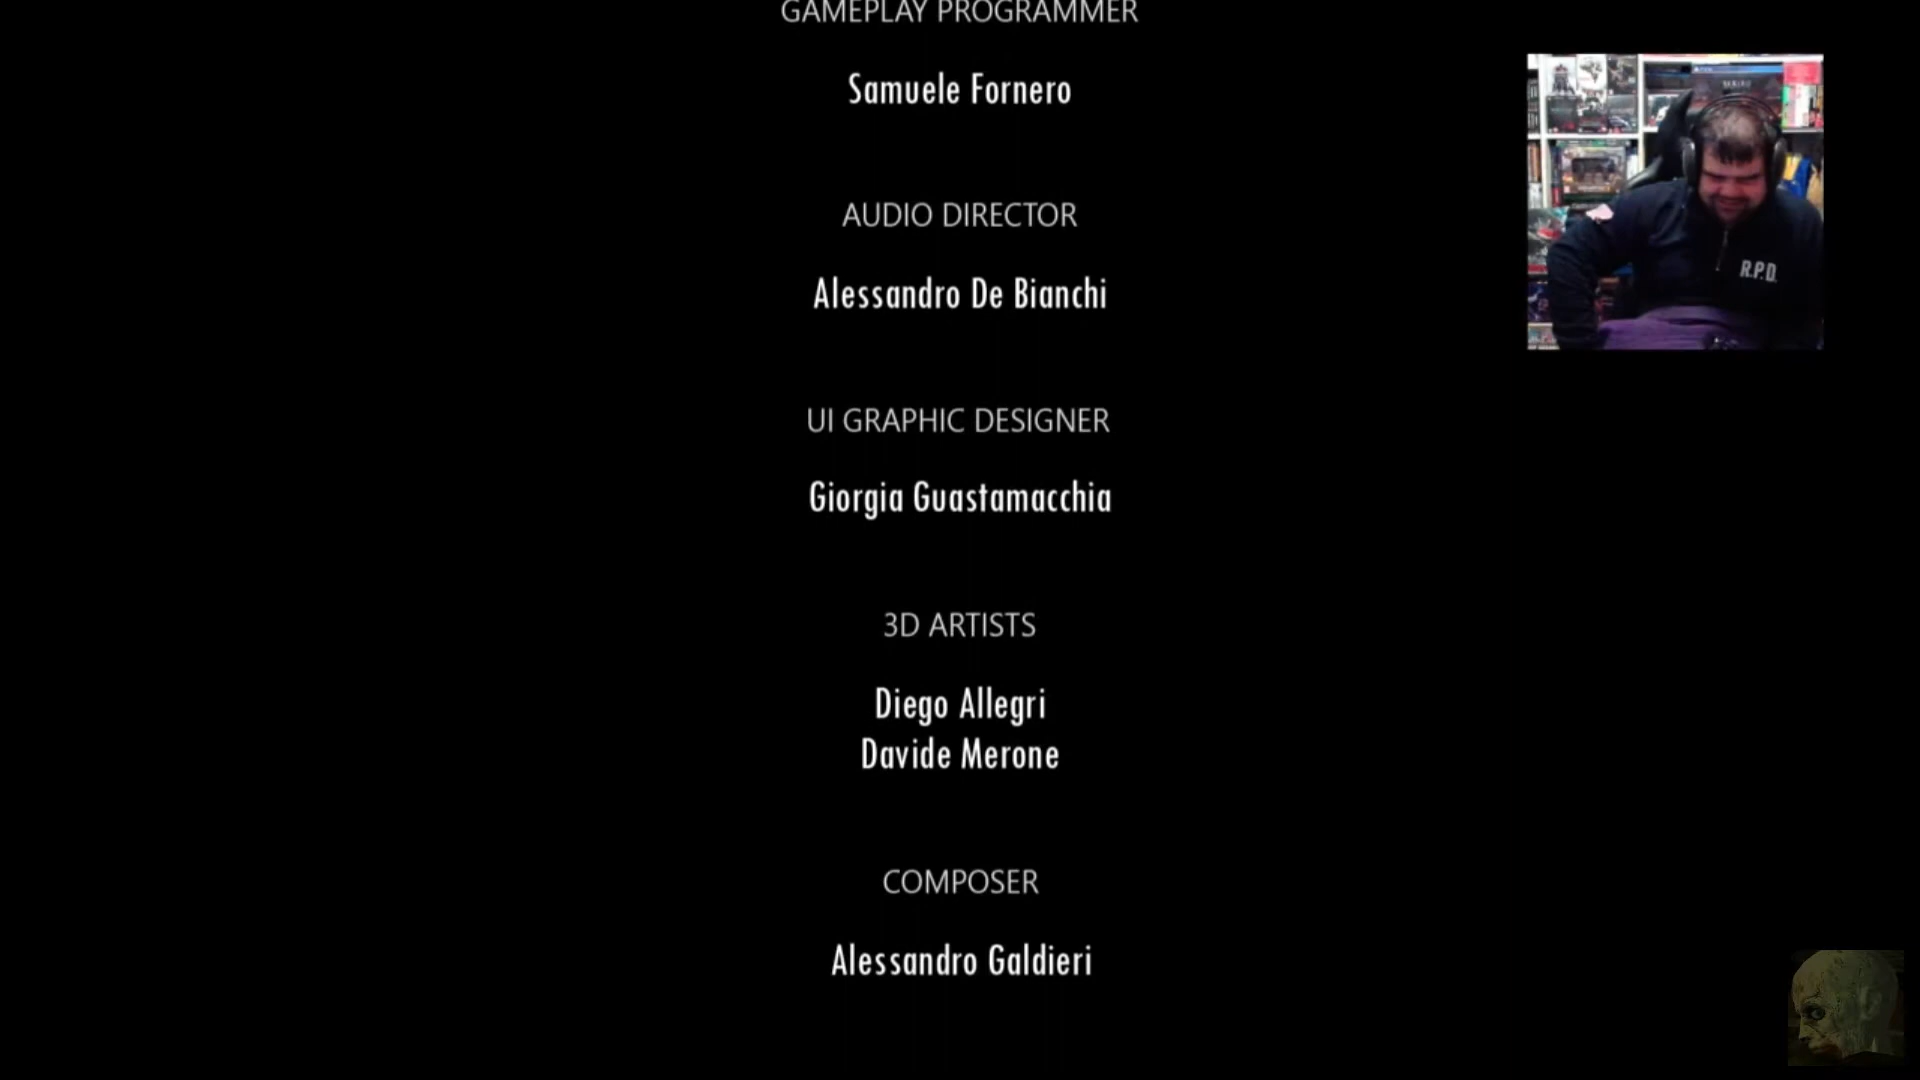 GAMEPLAY PROGRAMMER
Samuele Fornero
AUDIO DIRECTOR
Alessandro De Bianchi
R.P.D.
UI GRAPHIC DESIGNER
Giorgia Guastamacchia
3D ARTISTS
Diego Allegri
Davide Merone
COMPOSER
Alessandro Galdieri